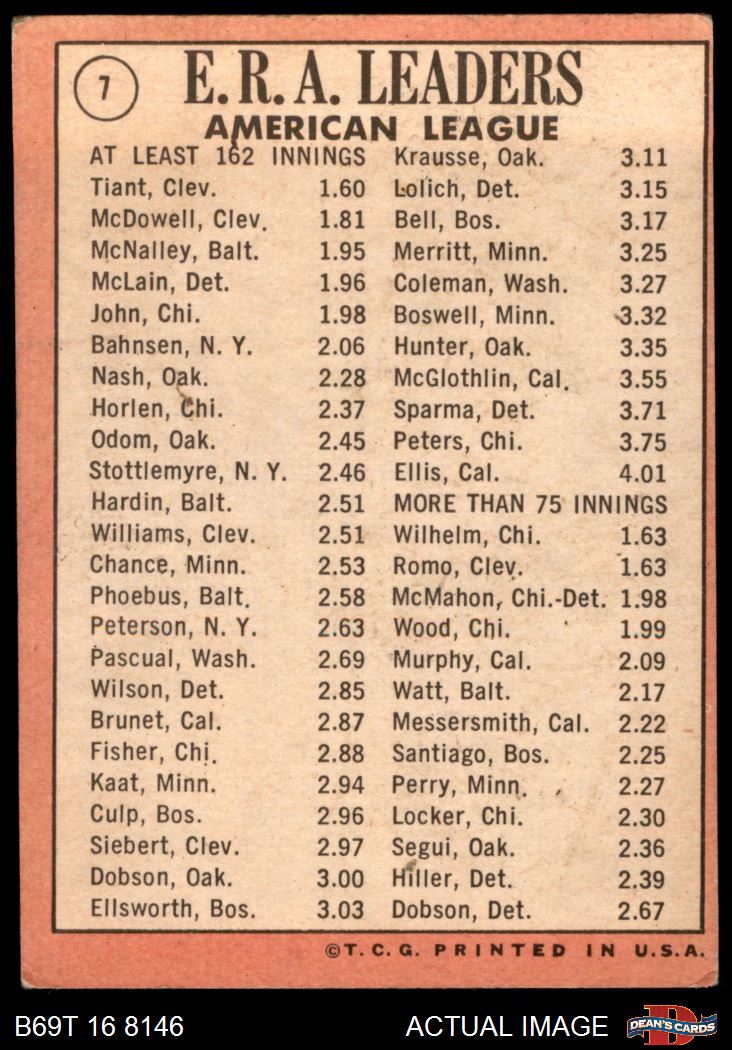 7
E. R. A. LEADERS
AMERICAN LEAGUE
AT LEAST 162 INNINGS
Tiant, Clev. 1.60
McDowell, Clev. 1.81
McNalley, Balt. 1.95
McLain, Det. 1.96
John, Chi. 1.98
Bahnsen, N. Y. 2.06
Nash, Oak. 2.28
Horlen, Chi. 2.37
Odom, Oak. 2.45
Stottlemyre, N. Y. 2.46
Hardin, Balt. 2.51
Williams, Clev. 2.51
Chance, Minn. 2.53
Phoebus, Balt. 2.58
Peterson, N. Y. 2.63
Pascual, Wash. 2.69
Wilson, Det. 2.85
Brunet, Cal. 2.87
Fisher, Chi. 2.88
Kaat, Minn. 2.94
Culp, Bos. 2.96
Siebert, Clev. 2.97
Dobson, Oak. 3.00
Ellsworth, Bos. 3.03
Krausse, Oak. 3.11
Lolich, Det. 3.15
Bell, Bos. 3.17
Merritt, Minn. 3.25
Coleman, Wash. 3.27
Boswell, Minn. 3.32
Hunter, Oak. 3.35
McGlothlin, Cal. 3.55
Sparma, Det. 3.71
Peters, Chi. 3.75
Ellis, Cal. 4.01
MORE THAN 75 INNINGS
Wilhelm, Chi. 1.63
Romo, Clev. 1.63
McMahon, Chi.-Det. 1.98
Wood, Chi. 1.99
Murphy, Cal. 2.09
Watt, Balt. 2.17
Messersmith, Cal. 2.22
Santiago, Bos. 2.25
Perry, Minn. 2.27
Locker, Chi. 2.30
Segui, Oak. 2.36
Hiller, Det. 2.39
Dobson, Det. 2.67
©T. C. G. PRINTED IN U.S.A.
B69T 16 8146
ACTUAL IMAGE
D
DEAN'S CARDS